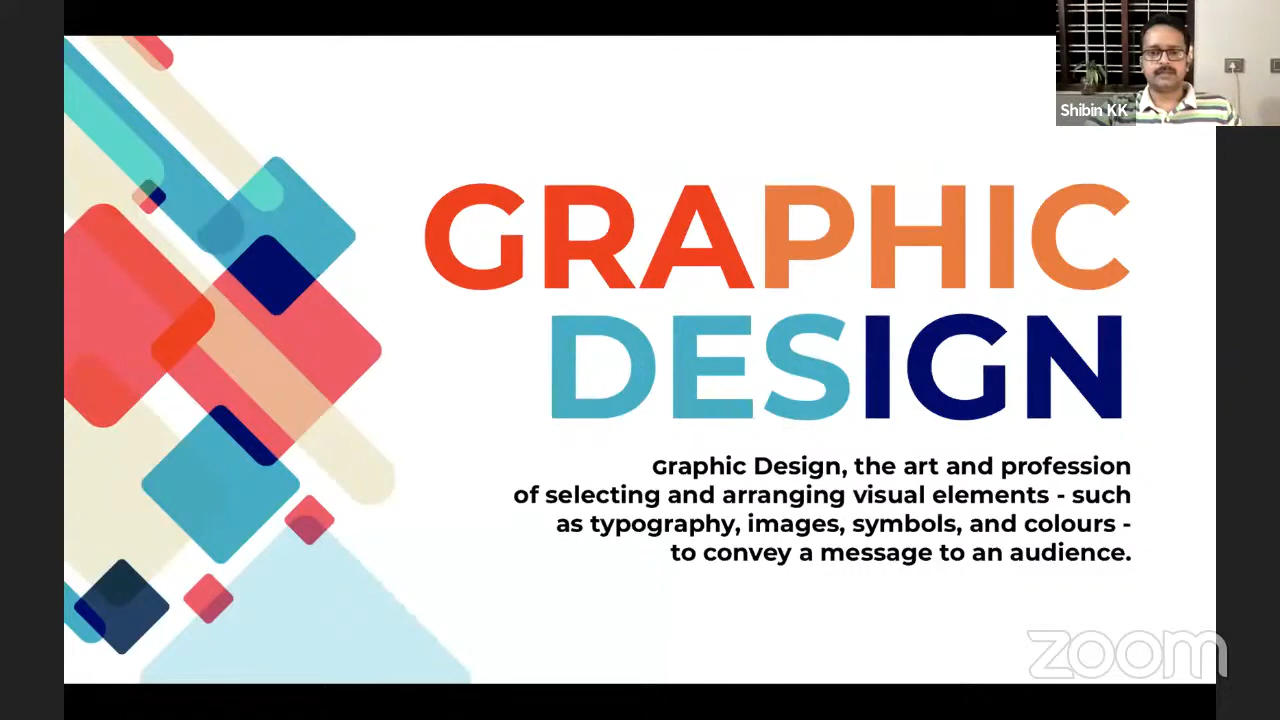 Shibin KK
GRAPHIC
DESIGN
Graphic Design, the art and profession
of selecting and arranging visual elements - such
as typography, images, symbols, and colours -
to convey a message to an audience.
zoom